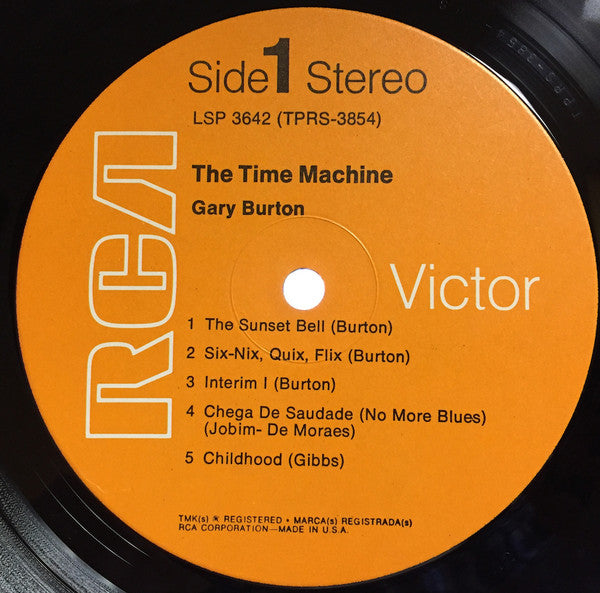 Side 1 Stereo
LSP 3642 (TPRS-3854)
The Time Machine
Gary Burton
RCA
Victor
1 The Sunset Bell (Burton)
2 Six-Nix, Quix, Flix (Burton)
3 Interim I (Burton)
4 Chega De Saudade (No More Blues)
(Jobim- De Moraes)
5 Childhood (Gibbs)
TMK(s) ® REGISTERED • MARCA(s) REGISTRADA(s)
RCA CORPORATION—MADE IN U.S.A.